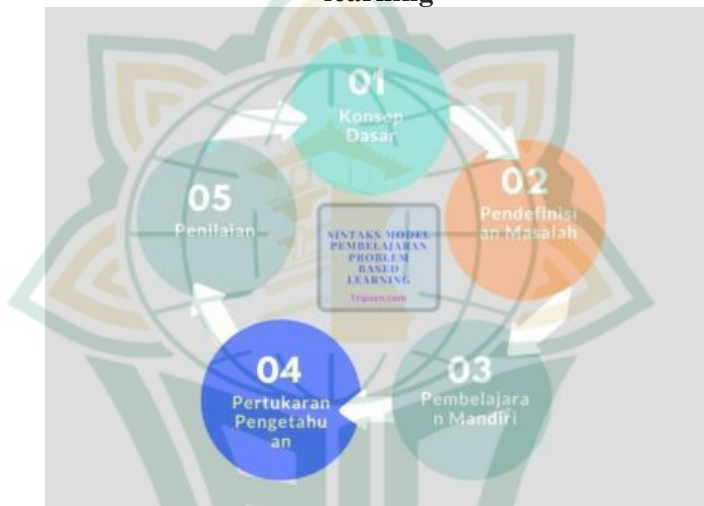 learning
01
Konsep
Dasar
02
Pendefinisi
an Masalah
03
Pembelajara
n Mandiri
04
Pertukaran
Pengetahu
an
05
Penilaian
SINTAKS MODEL
PEMBELAJARAN
PROBLEM
BASED
LEARNING
Tripven.com